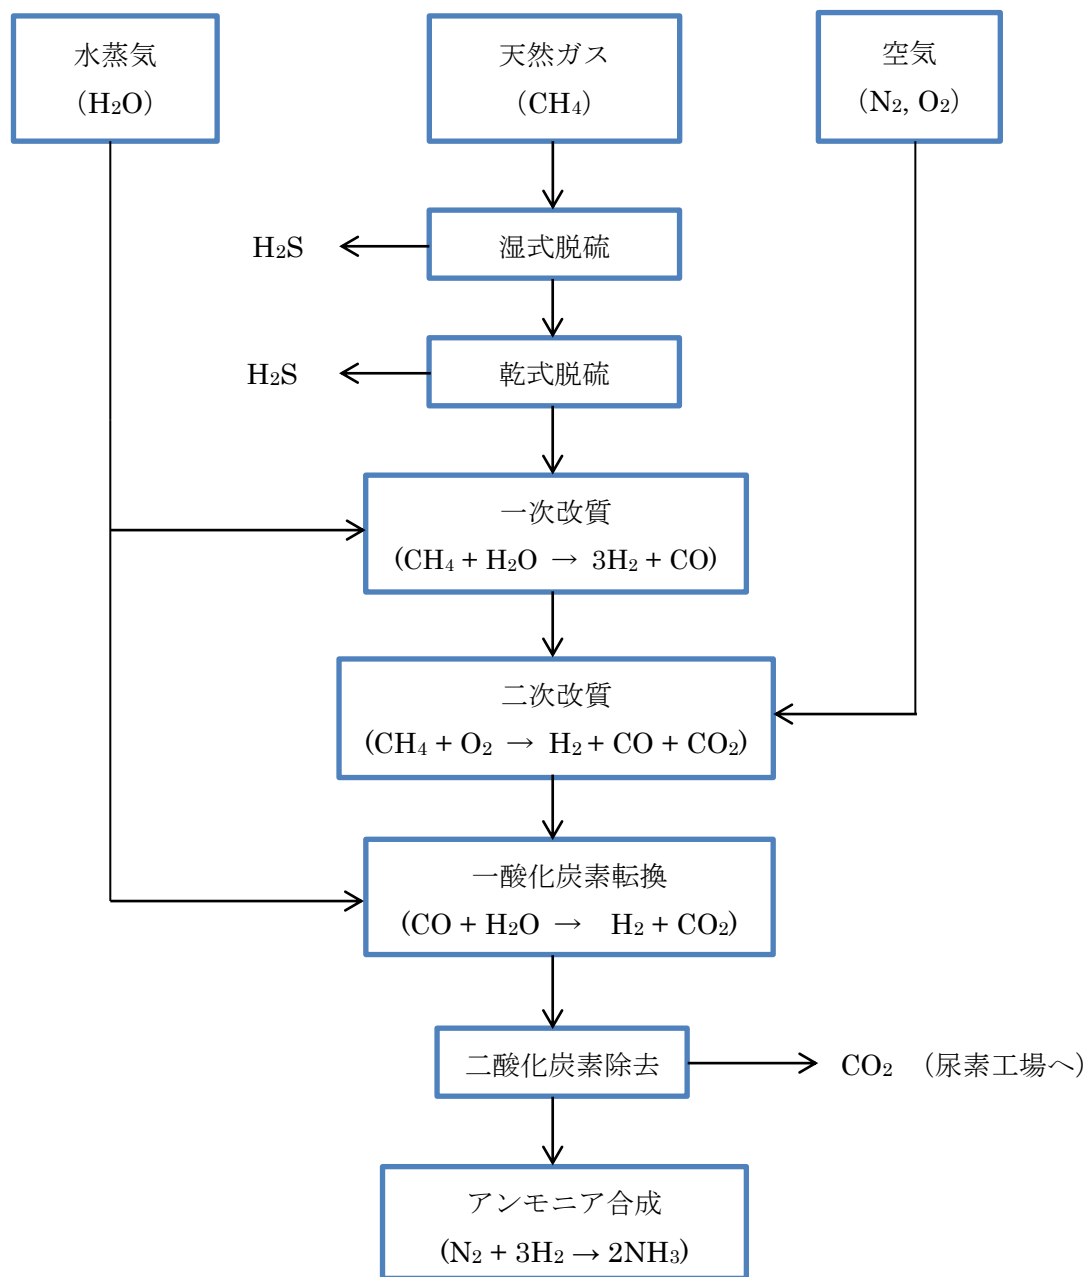 水蒸気
(H₂O)
天然ガス
(CH₄)
空気
(N₂, O₂)
湿式脱硫
H₂S
乾式脱硫
H₂S
一次改質
(CH₄ + H₂O → 3H₂ + CO)
二次改質
(CH₄ + O₂ → H₂ + CO + CO₂)
一酸化炭素転換
(CO + H₂O → H₂ + CO₂)
二酸化炭素除去
CO₂ （尿素工場へ）
アンモニア合成
(N₂ + 3H₂ → 2NH₃)